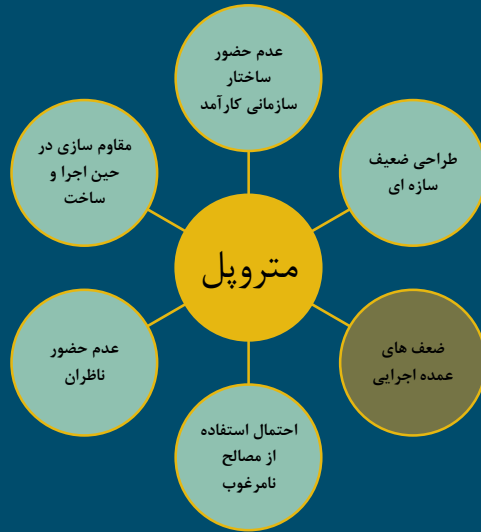 عدم حضور
ساختار
سازمانی کارآمد
طراحی ضعیف
سازه ای
ضعف های
عمده اجرایی
احتمال استفاده
از مصالح
نامرغوب
عدم حضور
ناظران
مقاوم سازی در
حین اجرا و
ساخت
متروپل